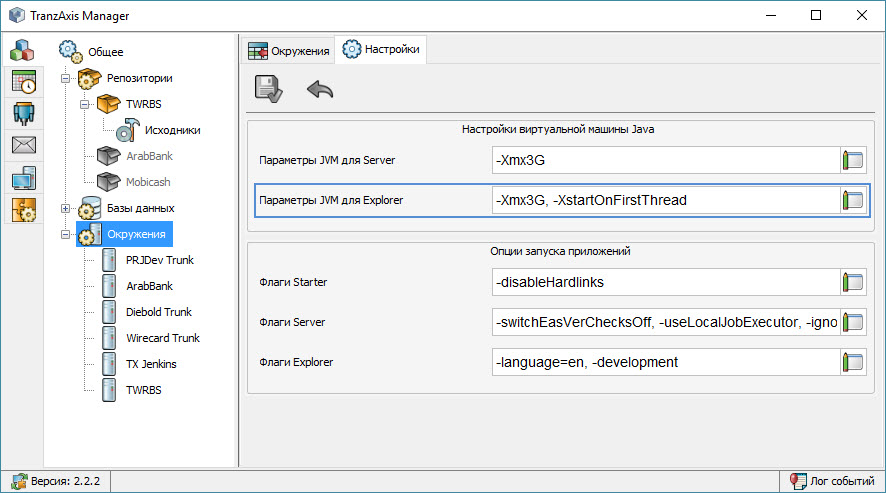 TranzAxis Manager
Общее
Репозитории
TWRBS
Исходники
ArabBank
Mobicash
Базы данных
Окружения
PRJDev Trunk
ArabBank
Diebold Trunk
Wirecard Trunk
TX Jenkins
TWRBS
Окружения
Настройки
Настройки виртуальной машины Java
Параметры JVM для Server
-Xmx3G
Параметры JVM для Explorer
-Xmx3G, -XstartOnFirstThread
Опции запуска приложений
Флаги Starter
-disableHardlinks
Флаги Server
-switchEasVerChecksOff, -useLocalJobExecutor, -igno
Флаги Explorer
-language=en, -development
Версия: 2.2.2
Лог событий